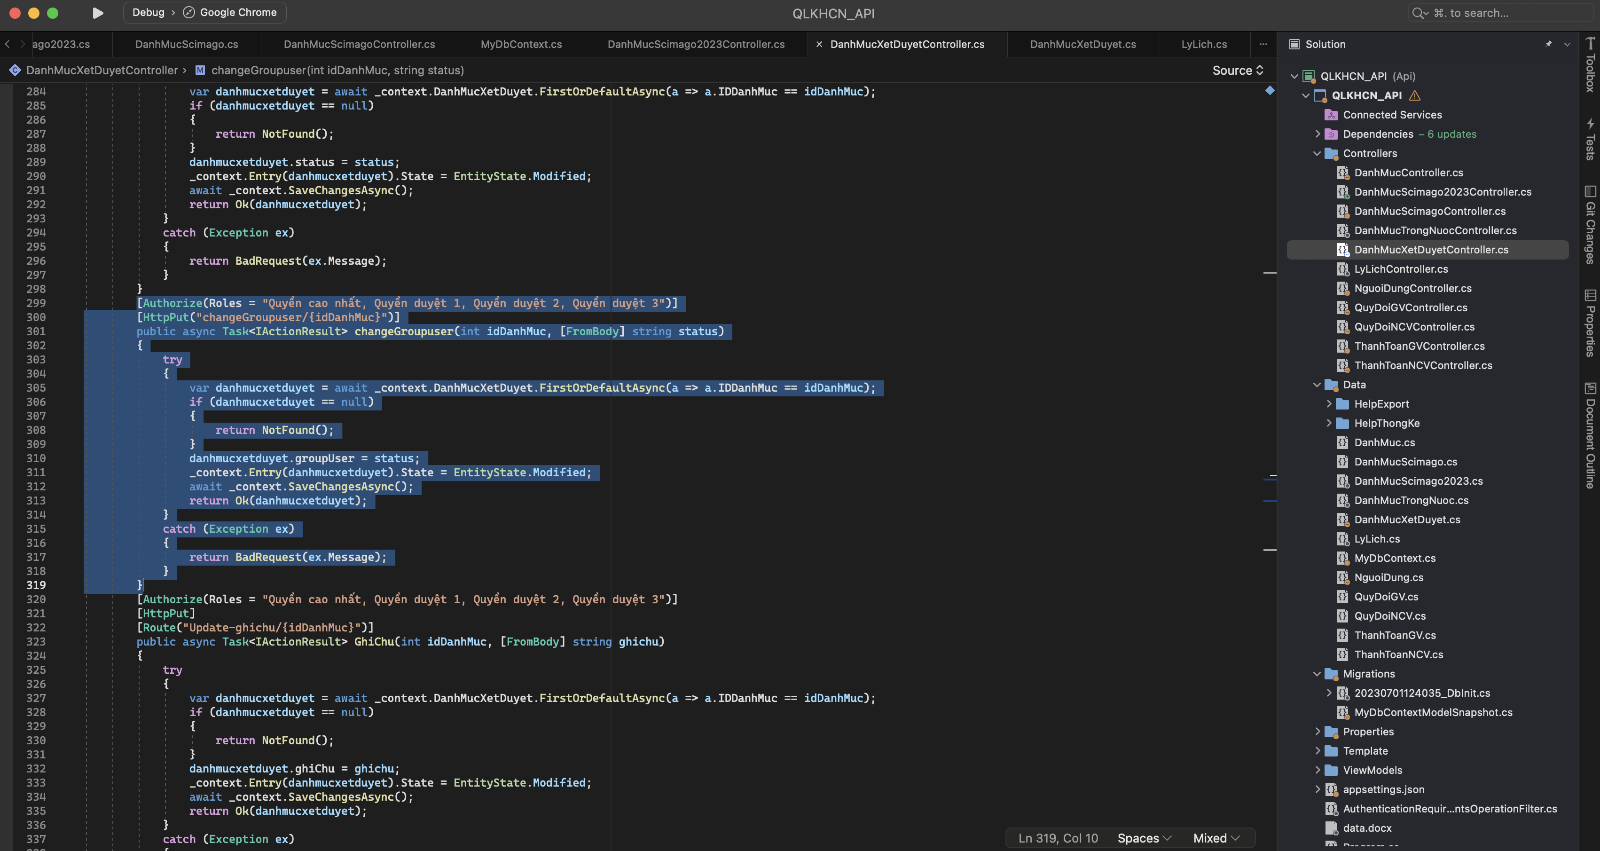 Debug › Google Chrome
QLKHCN_API
⌘. to search...
ago2023.cs
DanhMucScimago.cs
DanhMucScimagoController.cs
MyDbContext.cs
DanhMucScimago2023Controller.cs
× DanhMucXetDuyetController.cs
DanhMucXetDuyet.cs
LyLich.cs
...
DanhMucXetDuyetController › M changeGroupuser(int idDanhMuc, string status)
Source
284 var danhmucxetduyet = await _context.DanhMucXetDuyet.FirstOrDefaultAsync(a => a.IDDanhMuc == idDanhMuc);
285 if (danhmucxetduyet == null)
286 {
287 return NotFound();
288 }
289 danhmucxetduyet.status = status;
290 _context.Entry(danhmucxetduyet).State = EntityState.Modified;
291 await _context.SaveChangesAsync();
292 return Ok(danhmucxetduyet);
293 }
294 catch (Exception ex)
295 {
296 return BadRequest(ex.Message);
297 }
298 }
299 [Authorize(Roles = "Quyền cao nhất, Quyền duyệt 1, Quyền duyệt 2, Quyền duyệt 3")]
300 [HttpPut("changeGroupuser/{idDanhMuc}")]
301 public async Task<IActionResult> changeGroupuser(int idDanhMuc, [FromBody] string status)
302 {
303 try
304 {
305 var danhmucxetduyet = await _context.DanhMucXetDuyet.FirstOrDefaultAsync(a => a.IDDanhMuc == idDanhMuc);
306 if (danhmucxetduyet == null)
307 {
308 return NotFound();
309 }
310 danhmucxetduyet.groupUser = status;
311 _context.Entry(danhmucxetduyet).State = EntityState.Modified;
312 await _context.SaveChangesAsync();
313 return Ok(danhmucxetduyet);
314 }
315 catch (Exception ex)
316 {
317 return BadRequest(ex.Message);
318 }
319 }
320 [Authorize(Roles = "Quyền cao nhất, Quyền duyệt 1, Quyền duyệt 2, Quyền duyệt 3")]
321 [HttpPut]
322 [Route("Update-ghichu/{idDanhMuc}")]
323 public async Task<IActionResult> GhiChu(int idDanhMuc, [FromBody] string ghichu)
324 {
325 try
326 {
327 var danhmucxetduyet = await _context.DanhMucXetDuyet.FirstOrDefaultAsync(a => a.IDDanhMuc == idDanhMuc);
328 if (danhmucxetduyet == null)
329 {
330 return NotFound();
331 }
332 danhmucxetduyet.ghiChu = ghichu;
333 _context.Entry(danhmucxetduyet).State = EntityState.Modified;
334 await _context.SaveChangesAsync();
335 return Ok(danhmucxetduyet);
336 }
337 catch (Exception ex)
Ln 319, Col 10 Spaces Mixed
Solution
QLKHCN_API (Api)
QLKHCN_API
Connected Services
Dependencies – 6 updates
Controllers
DanhMucController.cs
DanhMucScimago2023Controller.cs
DanhMucScimagoController.cs
DanhMucTrongNuocController.cs
DanhMucXetDuyetController.cs
LyLichController.cs
NguoiDungController.cs
QuyDoiGVController.cs
QuyDoiNCVController.cs
ThanhToanGVController.cs
ThanhToanNCVController.cs
Data
HelpExport
HelpThongKe
DanhMuc.cs
DanhMucScimago.cs
DanhMucScimago2023.cs
DanhMucTrongNuoc.cs
DanhMucXetDuyet.cs
LyLich.cs
MyDbContext.cs
NguoiDung.cs
QuyDoiGV.cs
QuyDoiNCV.cs
ThanhToanGV.cs
ThanhToanNCV.cs
Migrations
20230701124035_DbInit.cs
MyDbContextModelSnapshot.cs
Properties
Template
ViewModels
appsettings.json
AuthenticationRequir...ntsOperationFilter.cs
data.docx
Program.cs
Toolbox
Tests
Git Changes
Properties
Document Outline